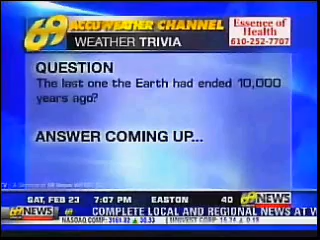 69 ACCUWEATHER CHANNEL
WEATHER TRIVIA
Essence of
Health
610-252-7707
QUESTION
The last one the Earth had ended 10,000
years ago?
ANSWER COMING UP...
SAT, FEB 23 7:07 PM EASTON 40 69 NEWS
69 NEWS COMPLETE LOCAL AND REGIONAL NEWS AT
NASDAQ COMP: